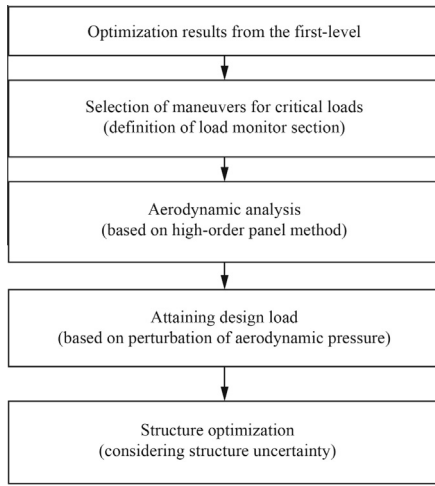 Optimization results from the first-level
Selection of maneuvers for critical loads
(definition of load monitor section)
Aerodynamic analysis
(based on high-order panel method)
Attaining design load
(based on perturbation of aerodynamic pressure)
Structure optimization
(considering structure uncertainty)